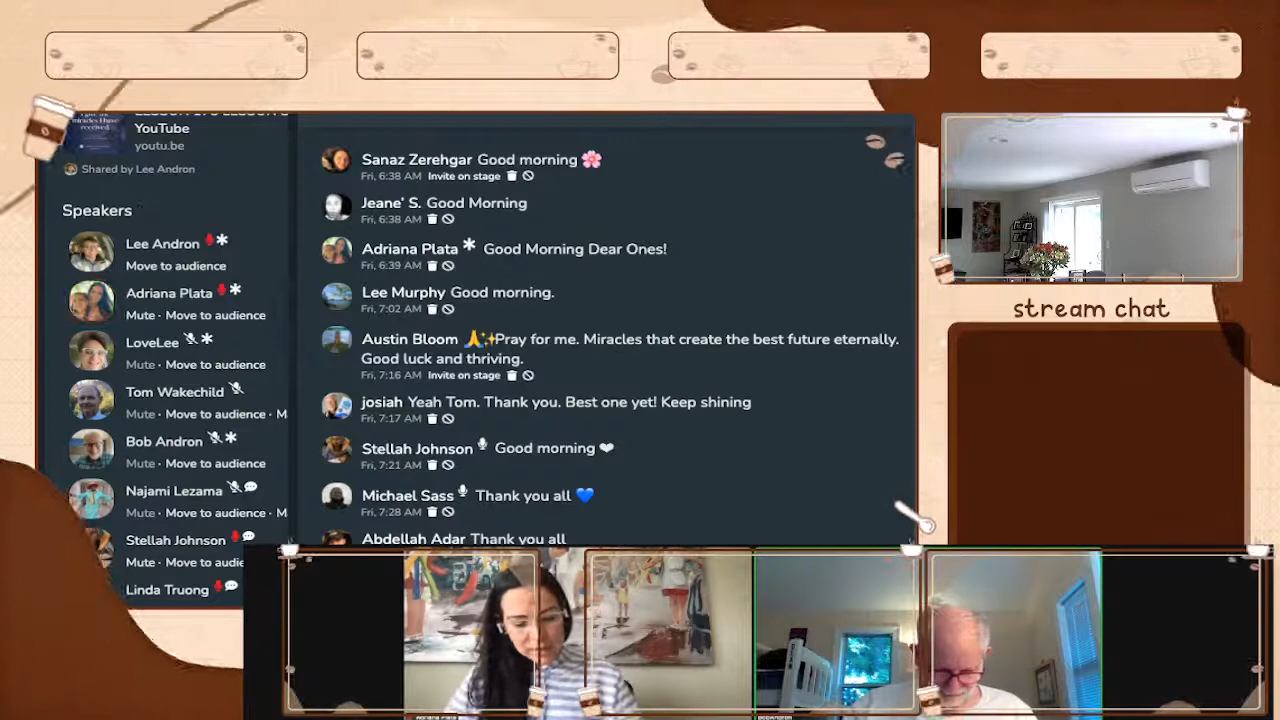 miracles I have
received.
YouTube
youtu.be
Shared by Lee Andron
Speakers
Lee Andron
Move to audience
Adriana Plata
Mute · Move to audience
LoveLee
Mute · Move to audience
Tom Wakechild
Mute · Move to audience · M
Bob Andron
Mute · Move to audience
Najami Lezama
Mute · Move to audience · M
Stellah Johnson
Mute · Move to audie
Linda Truong
Sanaz Zerehgar Good morning 🌸
Fri, 6:38 AM Invite on stage
Jeane' S. Good Morning
Fri, 6:38 AM
Adriana Plata Good Morning Dear Ones!
Fri, 6:39 AM
Lee Murphy Good morning.
Fri, 7:02 AM
Austin Bloom 🙏✨Pray for me. Miracles that create the best future eternally.
Good luck and thriving.
Fri, 7:16 AM Invite on stage
josiah Yeah Tom. Thank you. Best one yet! Keep shining
Fri, 7:17 AM
Stellah Johnson Good morning ❤
Fri, 7:21 AM
Michael Sass Thank you all 💙
Fri, 7:28 AM
Abdellah Adar Thank you all
stream chat
Adriana Plata
BobAndron